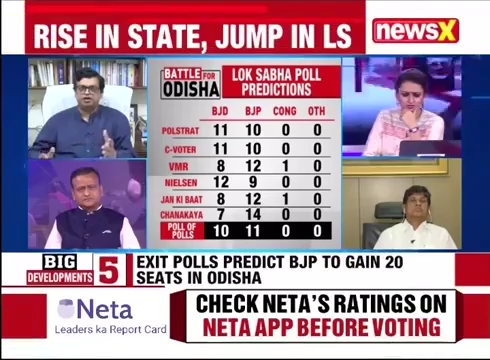 RISE IN STATE, JUMP IN LS
newsX
BATTLE FOR ODISHA
LOK SABHA POLL
PREDICTIONS
BJD BJP CONG OTH
POLSTRAT 11 10 0 0
C-VOTER 11 10 0 0
VMR 8 12 1 0
NIELSEN 12 9 0 0
JAN KI BAAT 8 12 1 0
CHANAKYA 7 14 0 0
POLL OF POLLS 10 11 0 0
BIG
DEVELOPMENTS 5
EXIT POLLS PREDICT BJP TO GAIN 20
SEATS IN ODISHA
Neta
Leaders ka Report Card
CHECK NETA'S RATINGS ON
NETA APP BEFORE VOTING